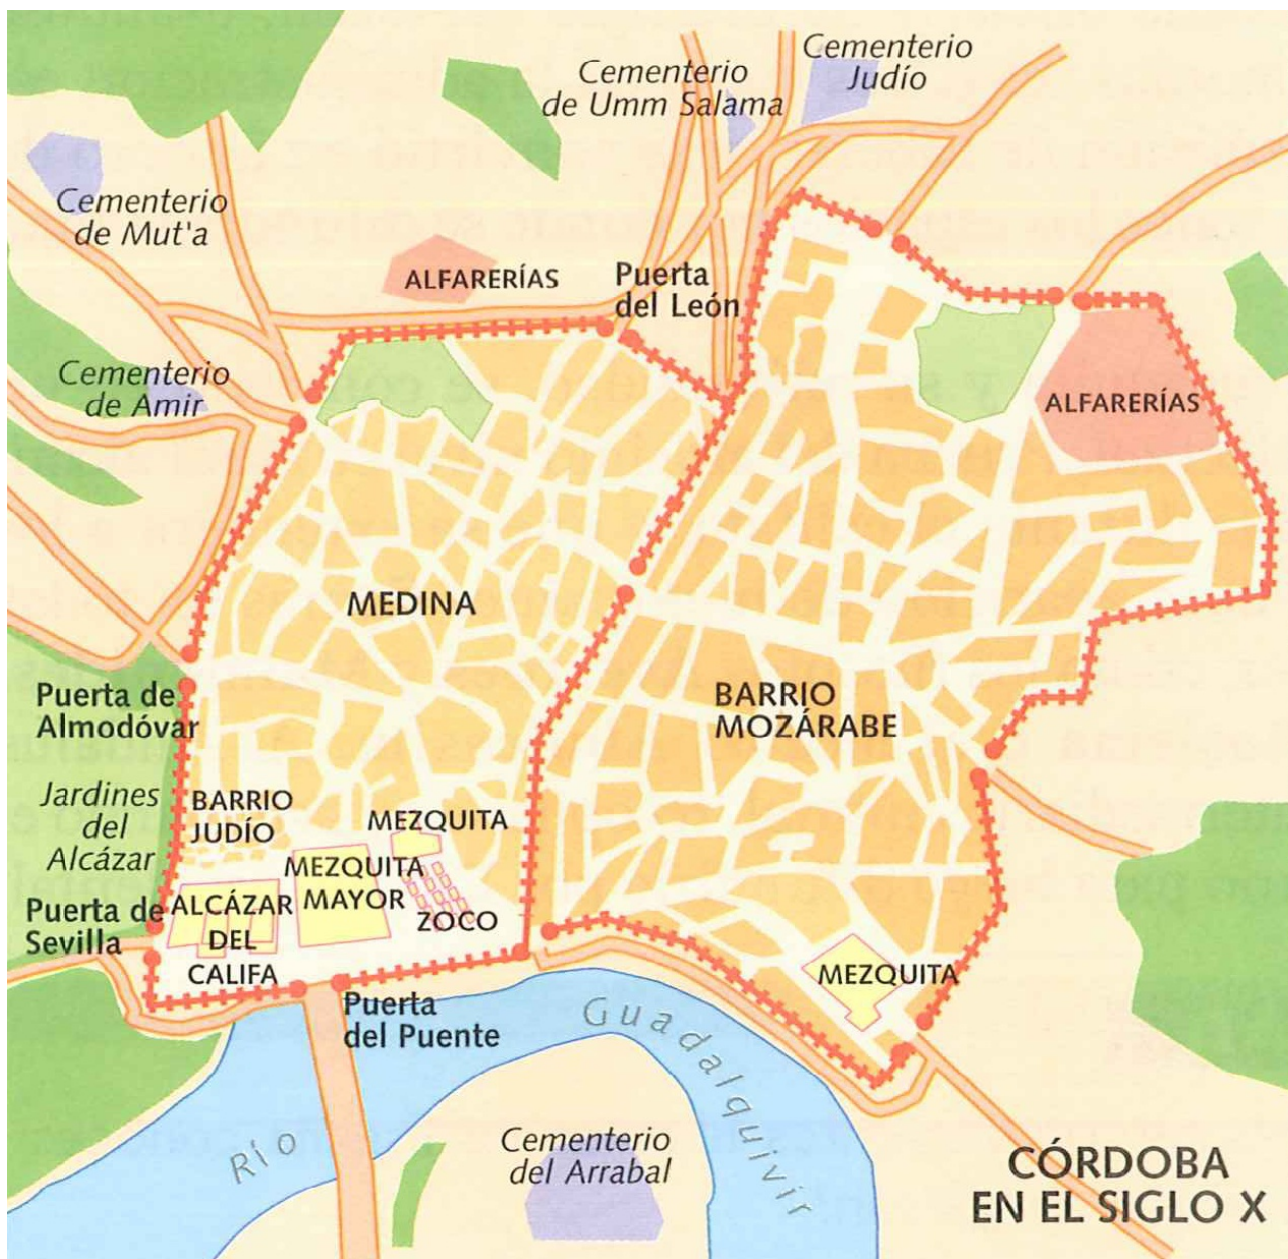 Cementerio
Judío
Cementerio
de Umm Salama
Cementerio
de Mut'a
ALFARERÍAS
Puerta
del León
Cementerio
de Amir
ALFARERÍAS
MEDINA
Puerta de
Almodóvar
BARRIO
MOZÁRABE
Jardines
del
Alcázar
BARRIO
JUDÍO
MEZQUITA
MEZQUITA
MAYOR
ZOCO
Puerta de
Sevilla
ALCÁZAR
DEL
CALIFA
MEZQUITA
Puerta
del Puente
Río Guadalquivir
Cementerio
del Arrabal
CÓRDOBA
EN EL SIGLO X